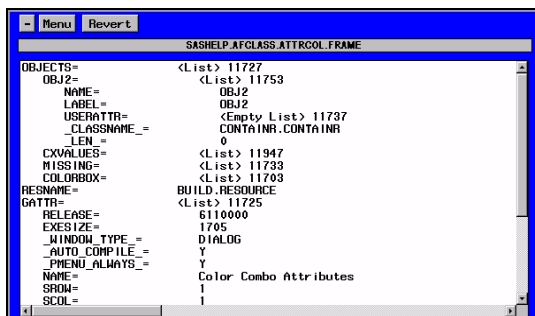 - Menu Revert
SASHELP.AFCLASS.ATTRCOL.FRAME
OBJECTS= <List> 11727
OBJ2= <List> 11753
NAME= OBJ2
LABEL= OBJ2
USERATTR= <Empty List> 11737
_CLASSNAME_= CONTAINR.CONTAINR
_LEN_= 0
CXVALUES= <List> 11947
MISSING= <List> 11733
COLORBOX= <List> 11703
RESNAME= BUILD.RESOURCE
GATTR= <List> 11725
RELEASE= 6110000
EXESIZE= 1705
_WINDOW_TYPE_= DIALOG
_AUTO_COMPILE_= Y
_PMENU_ALWAYS_= Y
NAME= Color Combo Attributes
SROW= 1
SCOL= 1